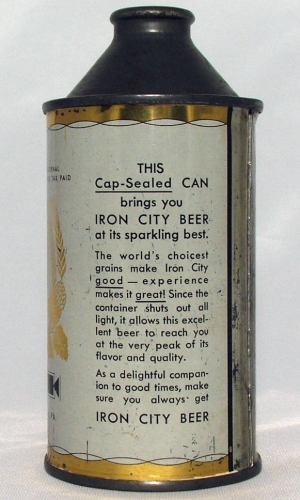 TAX PAID
THIS
Cap-Sealed CAN
brings you
IRON CITY BEER
at its sparkling best.
The world's choicest
grains make Iron City
good — experience
makes it great! Since the
container shuts out all
light, it allows this excel-
lent beer to reach you
at the very peak of its
flavor and quality.
As a delightful compan-
ion to good times, make
sure you always get
IRON CITY BEER